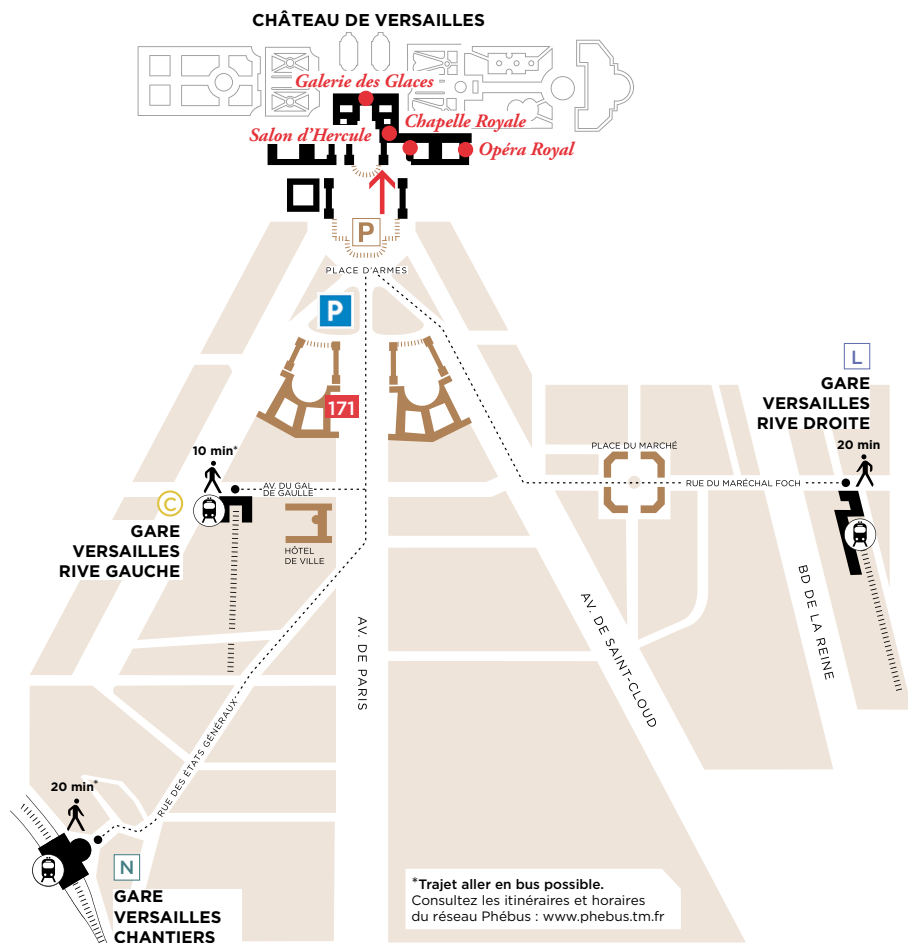 CHÂTEAU DE VERSAILLES
Galerie des Glaces
Chapelle Royale
Salon d'Hercule
Opéra Royal
P
PLACE D'ARMES
P
L
GARE
VERSAILLES
RIVE DROITE
20 min
171
10 min*
PLACE DU MARCHÉ
AV. DU GAL
DE GAULLE
RUE DU MARÉCHAL FOCH
C
GARE
VERSAILLES
RIVE GAUCHE
HÔTEL
DE VILLE
BD DE LA REINE
AV. DE SAINT-CLOUD
AV. DE PARIS
RUE DES ÉTATS GÉNÉRAUX
20 min*
N
GARE
VERSAILLES
CHANTIERS
*Trajet aller en bus possible.
Consultez les itinéraires et horaires
du réseau Phébus : www.phebus.tm.fr